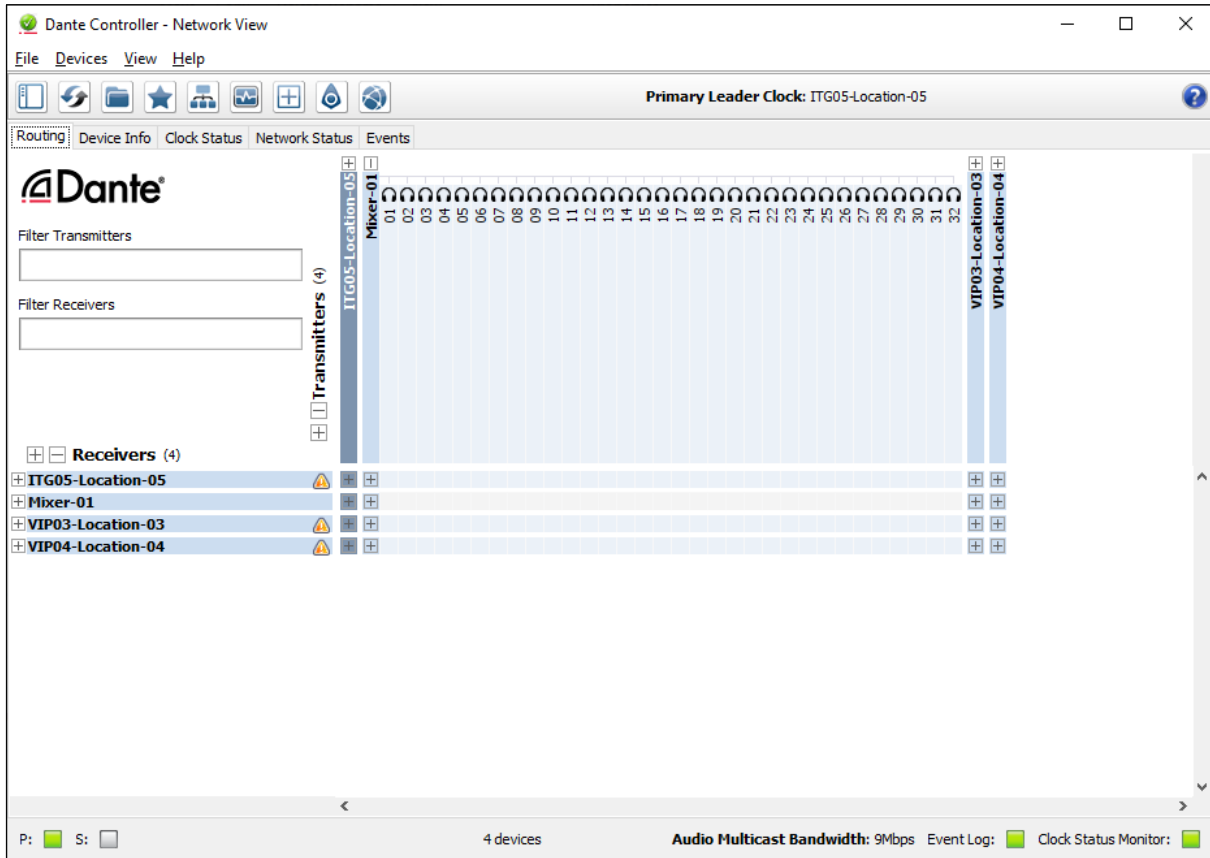 Dante Controller - Network View
File Devices View Help
Primary Leader Clock: ITG05-Location-05
Routing Device Info Clock Status Network Status Events
Dante®
Filter Transmitters
Filter Receivers
Transmitters (4)
ITG05-Location-05
Mixer-01
01 02 03 04 05 06 07 08 09 10 11 12 13 14 15 16 17 18 19 20 21 22 23 24 25 26 27 28 29 30 31 32
VIP03-Location-03
VIP04-Location-04
Receivers (4)
ITG05-Location-05
Mixer-01
VIP03-Location-03
VIP04-Location-04
P: S: 4 devices Audio Multicast Bandwidth: 9Mbps Event Log: Clock Status Monitor: